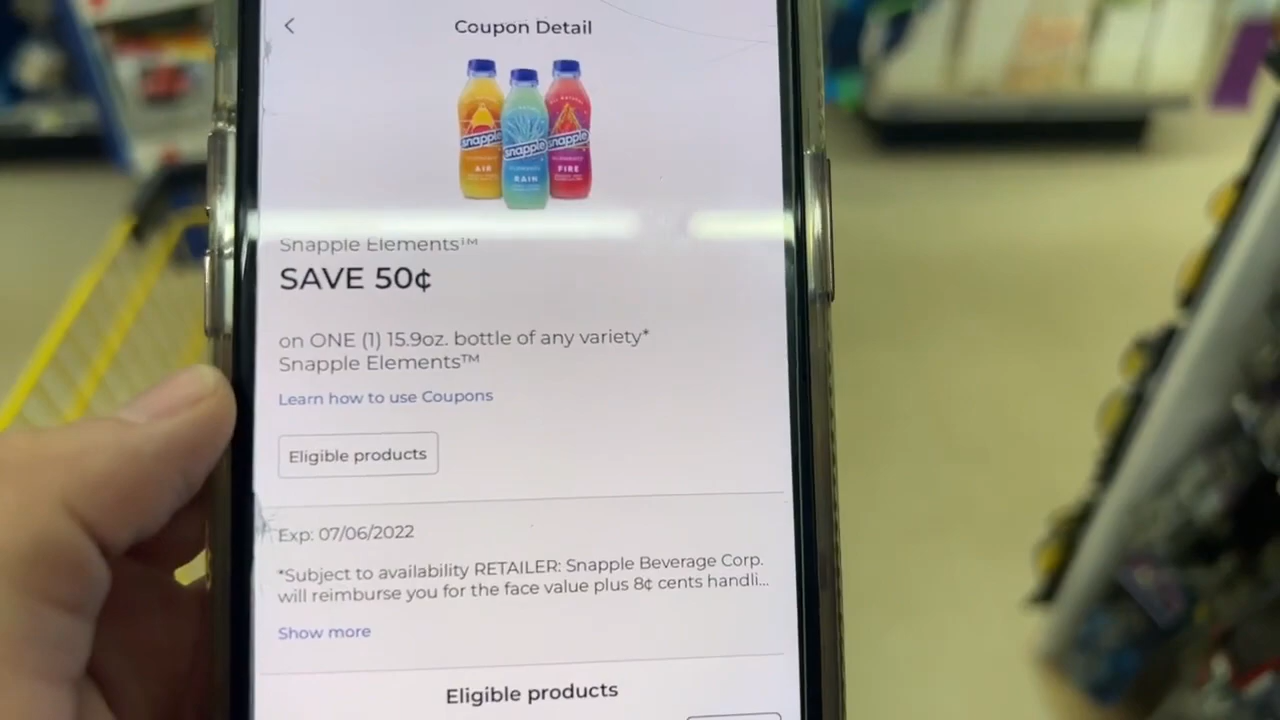 Coupon Detail
snapple snapple snapple
AIR RAIN FIRE
Snapple Elements™
SAVE 50¢
on ONE (1) 15.9oz. bottle of any variety*
Snapple Elements™
Learn how to use Coupons
Eligible products
Exp: 07/06/2022
*Subject to availability RETAILER: Snapple Beverage Corp.
will reimburse you for the face value plus 8¢ cents handli...
Show more
Eligible products